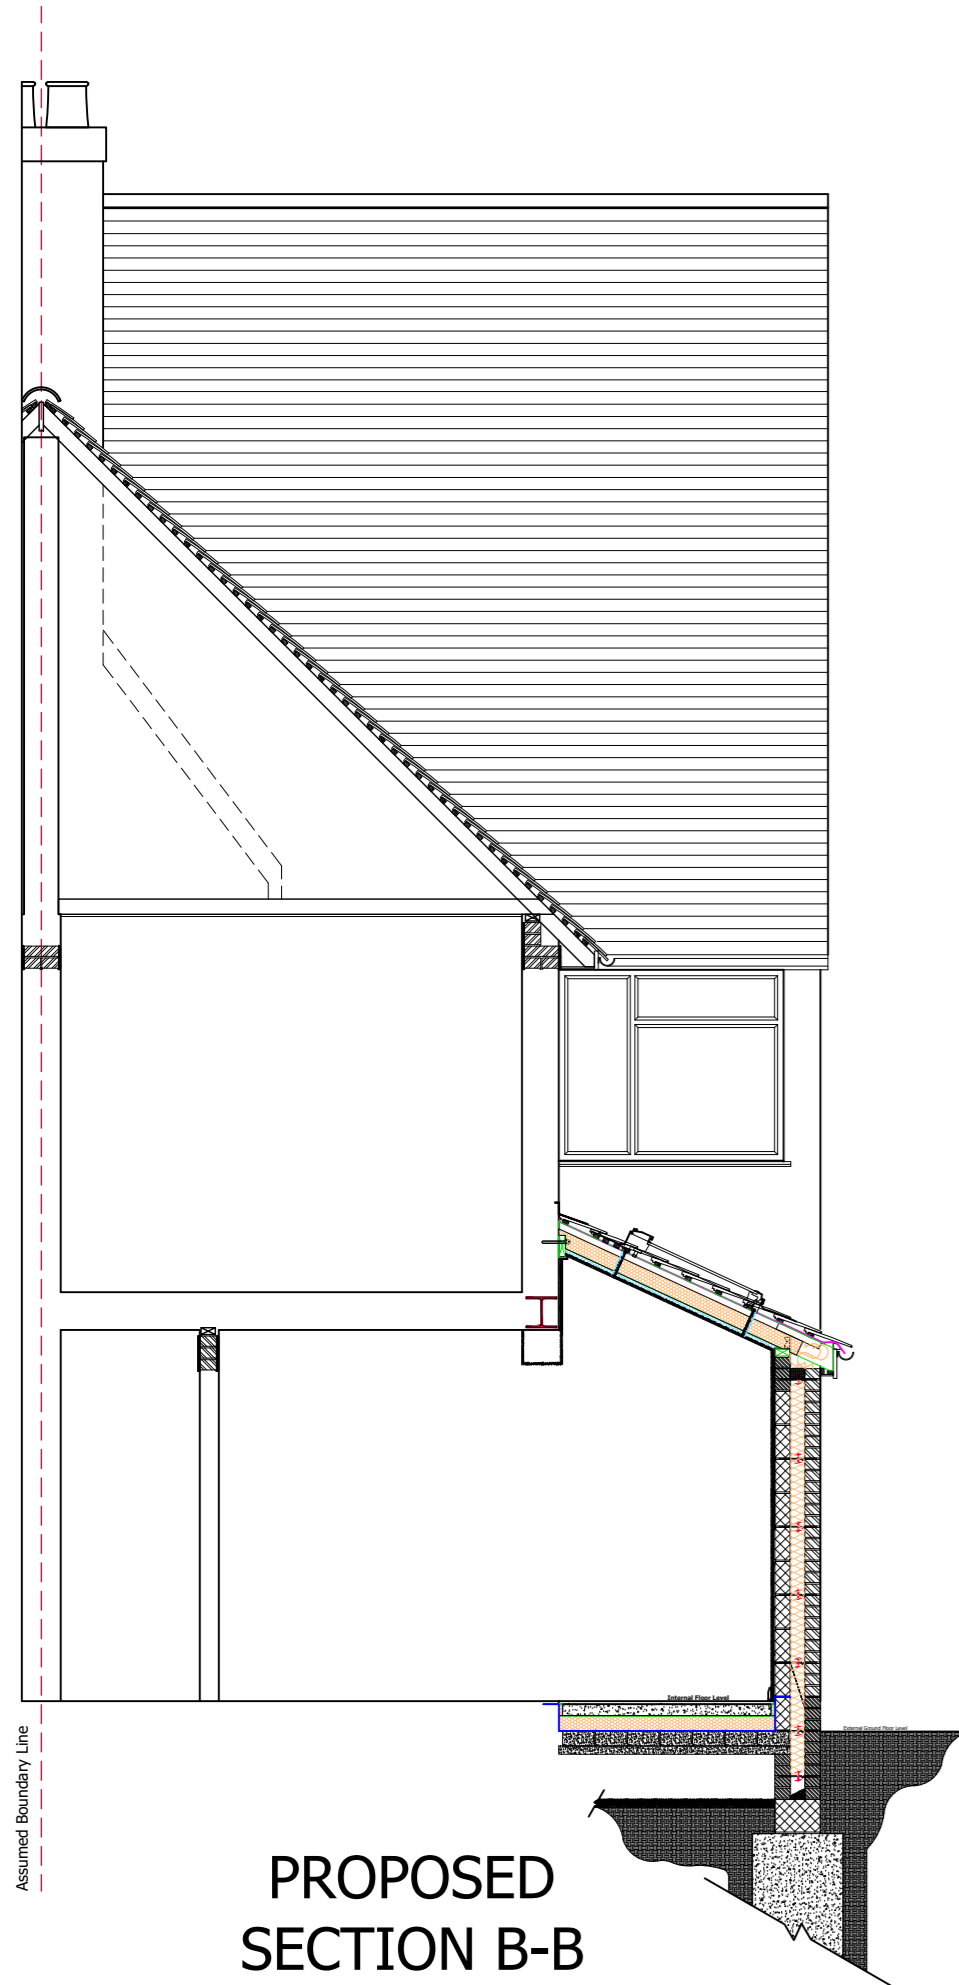 Internal Floor Level
External Ground Floor Level
Assumed Boundary Line
PROPOSED
SECTION B-B